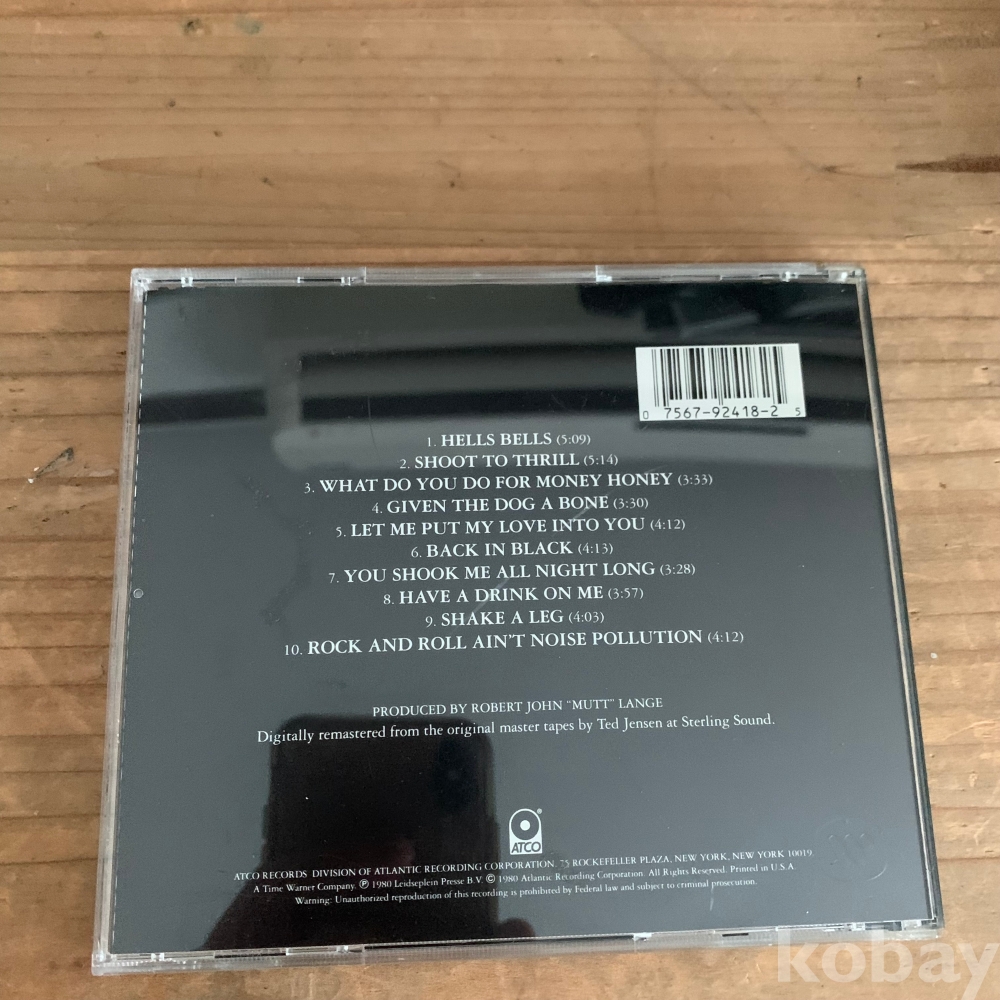 0 7567-92418-2 5
1. HELLS BELLS (5:09)
2. SHOOT TO THRILL (5:14)
3. WHAT DO YOU DO FOR MONEY HONEY (3:33)
4. GIVEN THE DOG A BONE (3:30)
5. LET ME PUT MY LOVE INTO YOU (4:12)
6. BACK IN BLACK (4:13)
7. YOU SHOOK ME ALL NIGHT LONG (3:28)
8. HAVE A DRINK ON ME (3:57)
9. SHAKE A LEG (4:03)
10. ROCK AND ROLL AIN'T NOISE POLLUTION (4:12)
PRODUCED BY ROBERT JOHN "MUTT" LANGE
Digitally remastered from the original master tapes by Ted Jensen at Sterling Sound.
ATCO®
ATCO RECORDS DIVISION OF ATLANTIC RECORDING CORPORATION, 75 ROCKEFELLER PLAZA, NEW YORK, NEW YORK 10019.
A Time Warner Company. ℗ 1980 Leidseplein Presse B.V. © 1980 Atlantic Recording Corporation. All Rights Reserved. Printed in U.S.A.
Warning: Unauthorized reproduction of this recording is prohibited by Federal law and subject to criminal prosecution.
kobay